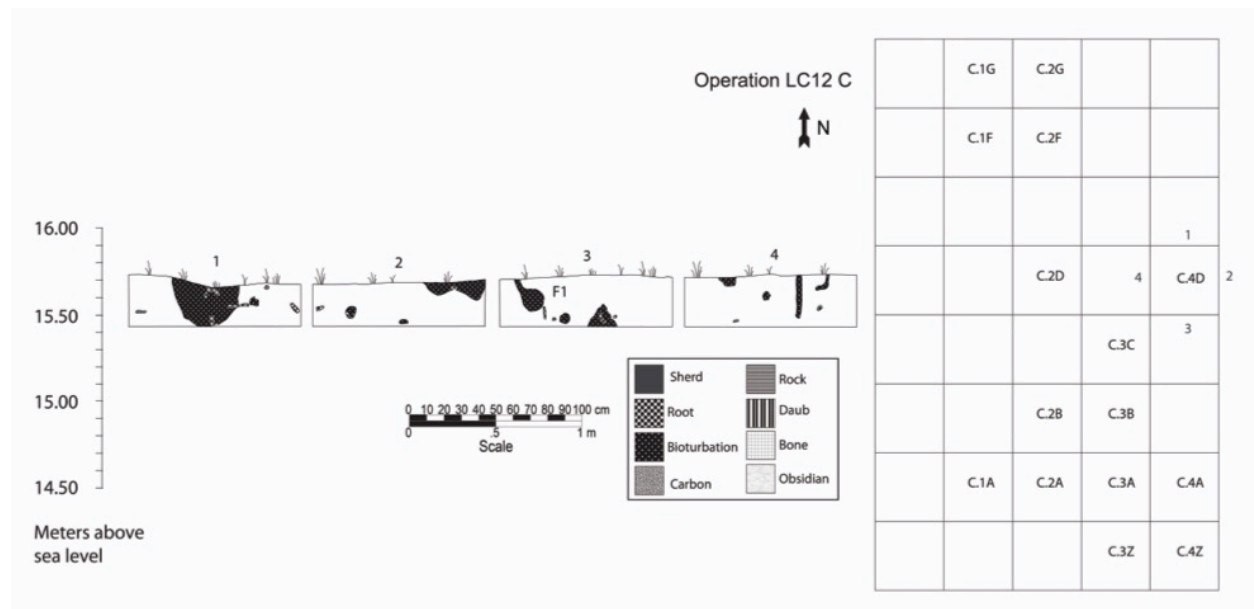 Operation LC12 C
N
16.00
15.50
15.00
14.50
Meters above
sea level
1
2
3
4
F1
0 10 20 30 40 50 60 70 80 90 100 cm
0 .5 1 m
Scale
Sherd
Root
Bioturbation
Carbon
Rock
Daub
Bone
Obsidian
C.1G C.2G
C.1F C.2F
1
C.2D 4 C.4D 2
3
C.3C
C.2B C.3B
C.1A C.2A C.3A C.4A
C.3Z C.4Z